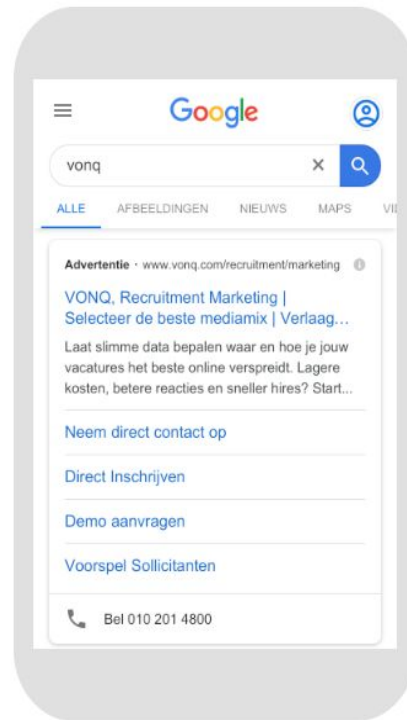 Google
vonq
ALLE AFBEELDINGEN NIEUWS MAPS
Advertentie · www.vonq.com/recruitment/marketing
VONQ, Recruitment Marketing |
Selecteer de beste mediamix | Verlaag...
Laat slimme data bepalen waar en hoe je jouw
vacatures het beste online verspreidt. Lagere
kosten, betere reacties en sneller hires? Start...
Neem direct contact op
Direct Inschrijven
Demo aanvragen
Voorspel Sollicitanten
Bel 010 201 4800